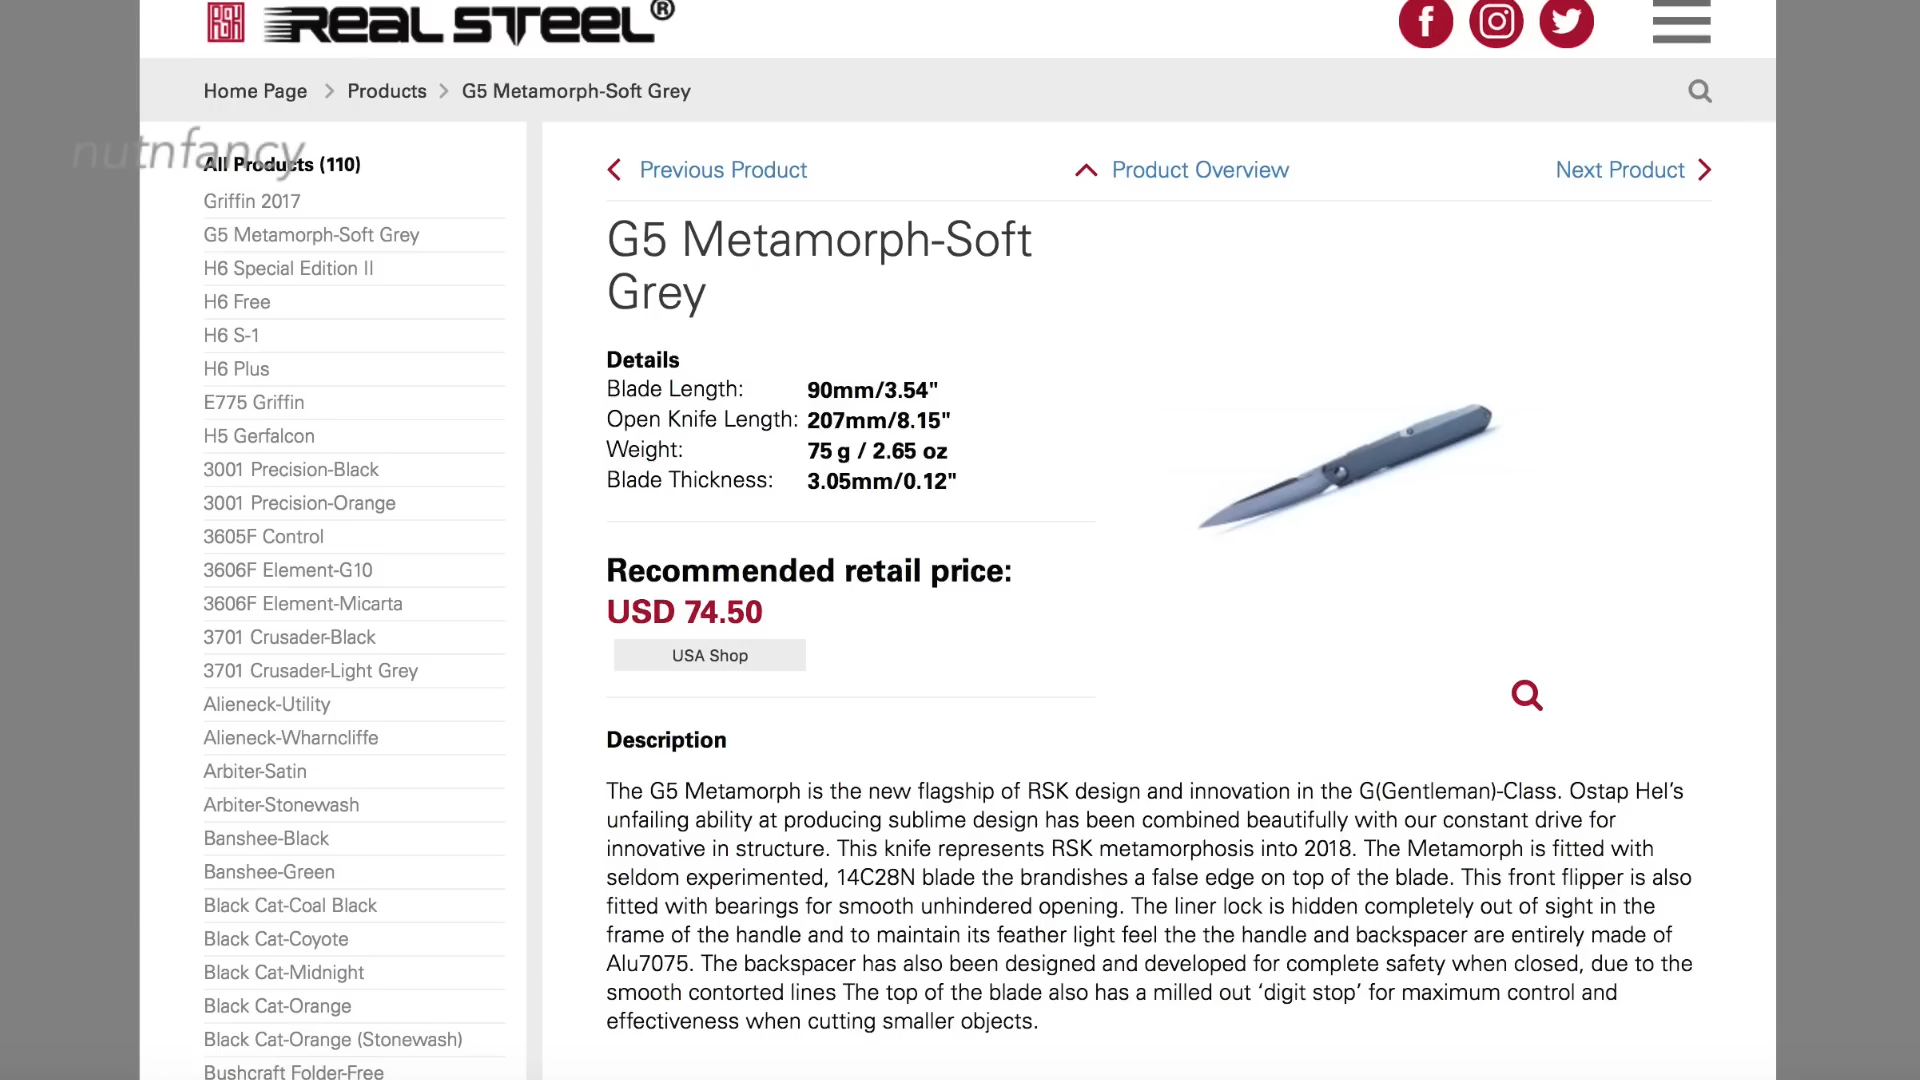 RSK REAL STEEL®
Home Page > Products > G5 Metamorph-Soft Grey
nutnfancy
All Products (110)
Griffin 2017
G5 Metamorph-Soft Grey
H6 Special Edition II
H6 Free
H6 S-1
H6 Plus
E775 Griffin
H5 Gerfalcon
3001 Precision-Black
3001 Precision-Orange
3605F Control
3606F Element-G10
3606F Element-Micarta
3701 Crusader-Black
3701 Crusader-Light Grey
Alieneck-Utility
Alieneck-Wharncliffe
Arbiter-Satin
Arbiter-Stonewash
Banshee-Black
Banshee-Green
Black Cat-Coal Black
Black Cat-Coyote
Black Cat-Midnight
Black Cat-Orange
Black Cat-Orange (Stonewash)
Bushcraft Folder-Free
Previous Product Product Overview Next Product
G5 Metamorph-Soft
Grey
Details
Blade Length: 90mm/3.54"
Open Knife Length: 207mm/8.15"
Weight: 75 g / 2.65 oz
Blade Thickness: 3.05mm/0.12"
Recommended retail price:
USD 74.50
USA Shop
Description
The G5 Metamorph is the new flagship of RSK design and innovation in the G(Gentleman)-Class. Ostap Hel's
unfailing ability at producing sublime design has been combined beautifully with our constant drive for
innovative in structure. This knife represents RSK metamorphosis into 2018. The Metamorph is fitted with
seldom experimented, 14C28N blade the brandishes a false edge on top of the blade. This front flipper is also
fitted with bearings for smooth unhindered opening. The liner lock is hidden completely out of sight in the
frame of the handle and to maintain its feather light feel the the handle and backspacer are entirely made of
Alu7075. The backspacer has also been designed and developed for complete safety when closed, due to the
smooth contorted lines The top of the blade also has a milled out 'digit stop' for maximum control and
effectiveness when cutting smaller objects.